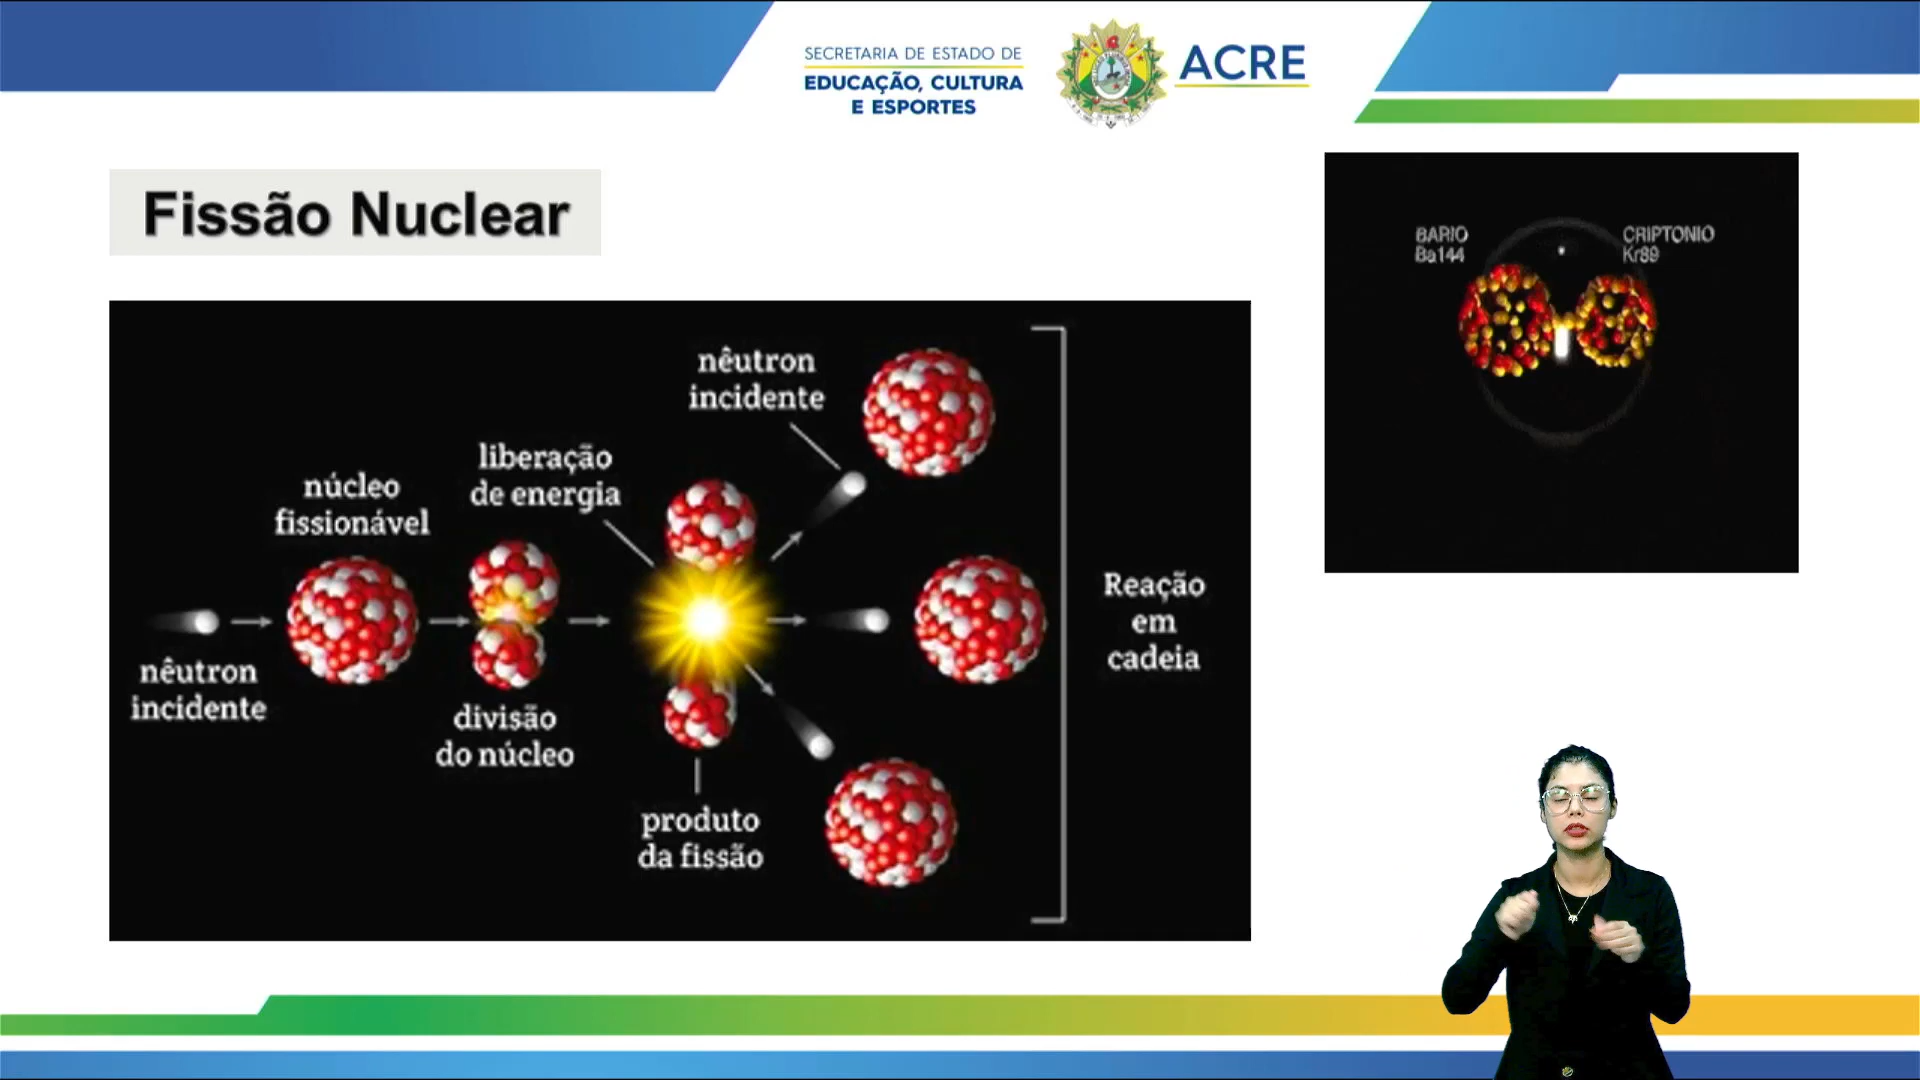 SECRETARIA DE ESTADO DE
EDUCAÇÃO, CULTURA
E ESPORTES
ACRE
Fissão Nuclear
BARIO
Ba144
CRIPTONIO
Kr89
nêutron
incidente
liberação
de energia
núcleo
fissionável
nêutron
incidente
divisão
do núcleo
produto
da fissão
Reação
em
cadeia